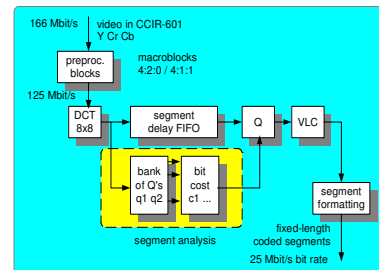 166 Mbit/s
video in CCIR-601
Y Cr Cb
preproc.
blocks
macroblocks
4:2:0 / 4:1:1
125 Mbit/s
DCT
8x8
segment
delay FIFO
Q
VLC
bank
of Q's
q1 q2
bit
cost
c1 ...
segment
formatting
segment analysis
fixed-length
coded segments
25 Mbit/s bit rate